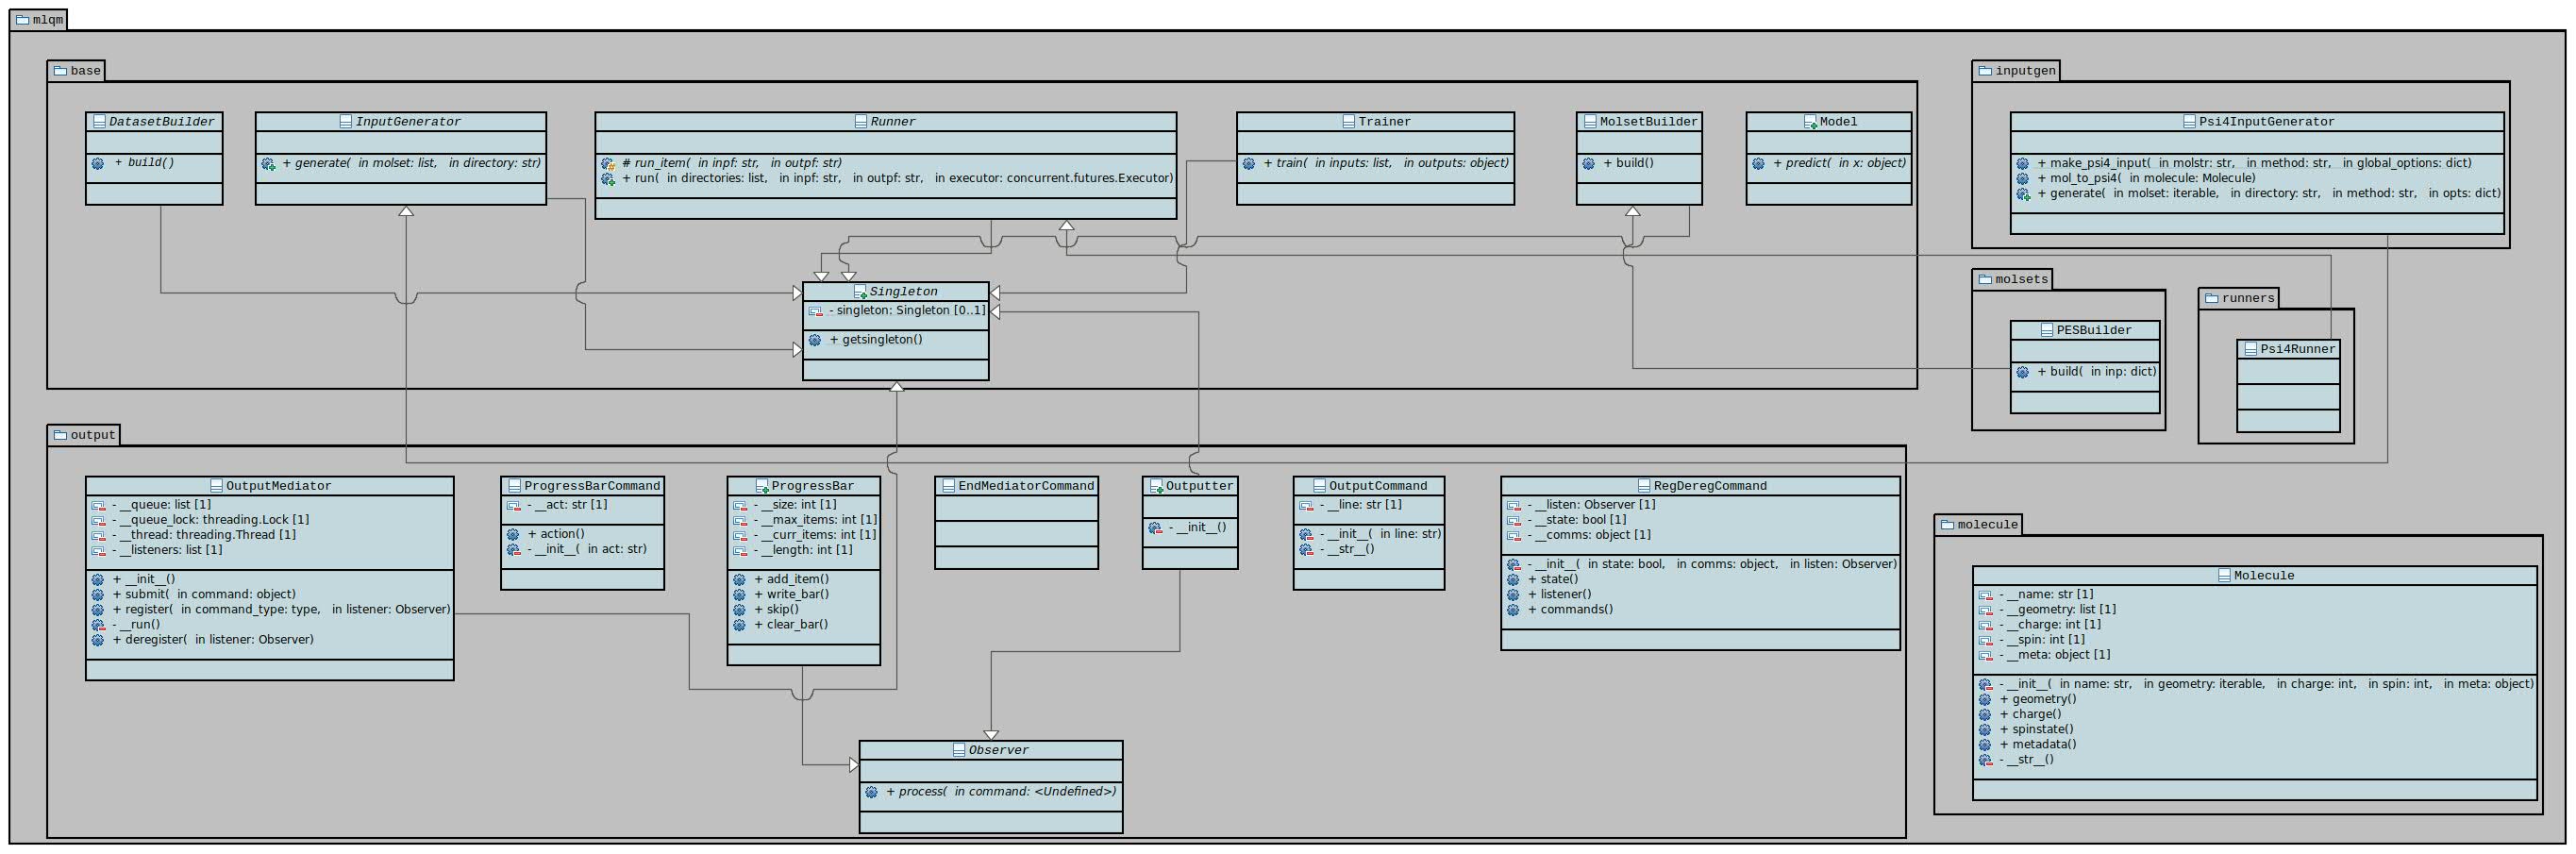 mlqm
base
DatasetBuilder
+ build()
InputGenerator
+ generate( in molset: list, in directory: str)
Runner
# run_item( in inpf: str, in outpf: str)
+ run( in directories: list, in inpf: str, in outpf: str, in executor: concurrent.futures.Executor)
Trainer
+ train( in inputs: list, in outputs: object)
MolsetBuilder
+ build()
Model
+ predict( in x: object)
Singleton
- singleton: Singleton [0..1]
+ getsingleton()
inputgen
Psi4InputGenerator
+ make_psi4_input( in molstr: str, in method: str, in global_options: dict)
+ mol_to_psi4( in molecule: Molecule)
+ generate( in molset: iterable, in directory: str, in method: str, in opts: dict)
molsets
PESBuilder
+ build( in inp: dict)
runners
Psi4Runner
output
OutputMediator
- __queue: list [1]
- __queue_lock: threading.Lock [1]
- __thread: threading.Thread [1]
- __listeners: list [1]
+ __init__()
+ submit( in command: object)
+ register( in command_type: type, in listener: Observer)
- __run()
+ deregister( in listener: Observer)
ProgressBarCommand
- __act: str [1]
+ action()
- __init__( in act: str)
ProgressBar
- __size: int [1]
- __max_items: int [1]
- __curr_items: int [1]
- __length: int [1]
+ add_item()
+ write_bar()
+ skip()
+ clear_bar()
EndMediatorCommand
Outputter
- __init__()
OutputCommand
- __line: str [1]
- __init__( in line: str)
- __str__()
RegDeregCommand
- __listen: Observer [1]
- __state: bool [1]
- __comms: object [1]
- __init__( in state: bool, in comms: object, in listen: Observer)
+ state()
+ listener()
+ commands()
Observer
+ process( in command: <Undefined>)
molecule
Molecule
- __name: str [1]
- __geometry: list [1]
- __charge: int [1]
- __spin: int [1]
- __meta: object [1]
- __init__( in name: str, in geometry: iterable, in charge: int, in spin: int, in meta: object)
+ geometry()
+ charge()
+ spinstate()
+ metadata()
- __str__()